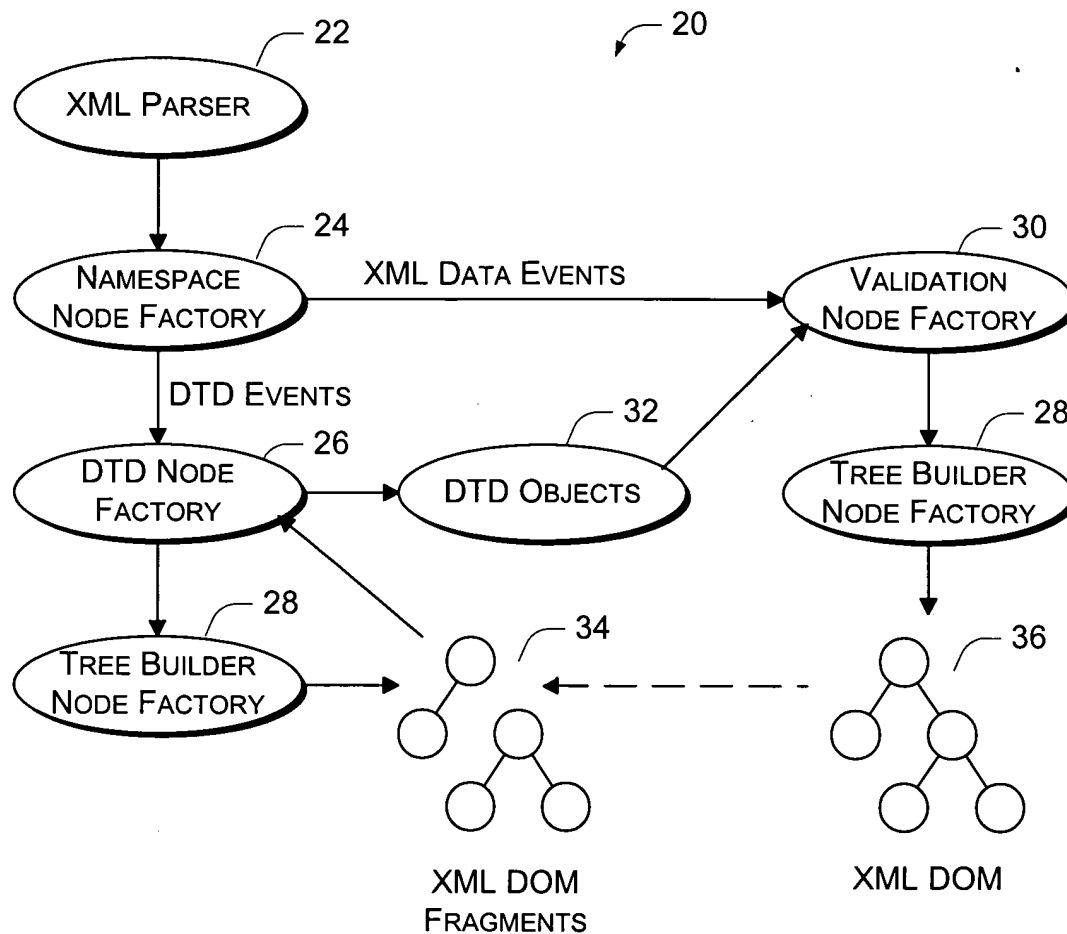 22
20
XML PARSER
24
30
NAMESPACE
NODE FACTORY
XML DATA EVENTS
VALIDATION
NODE FACTORY
DTD EVENTS
26
32
28
DTD NODE
FACTORY
DTD OBJECTS
TREE BUILDER
NODE FACTORY
28
34
36
TREE BUILDER
NODE FACTORY
XML DOM
FRAGMENTS
XML DOM